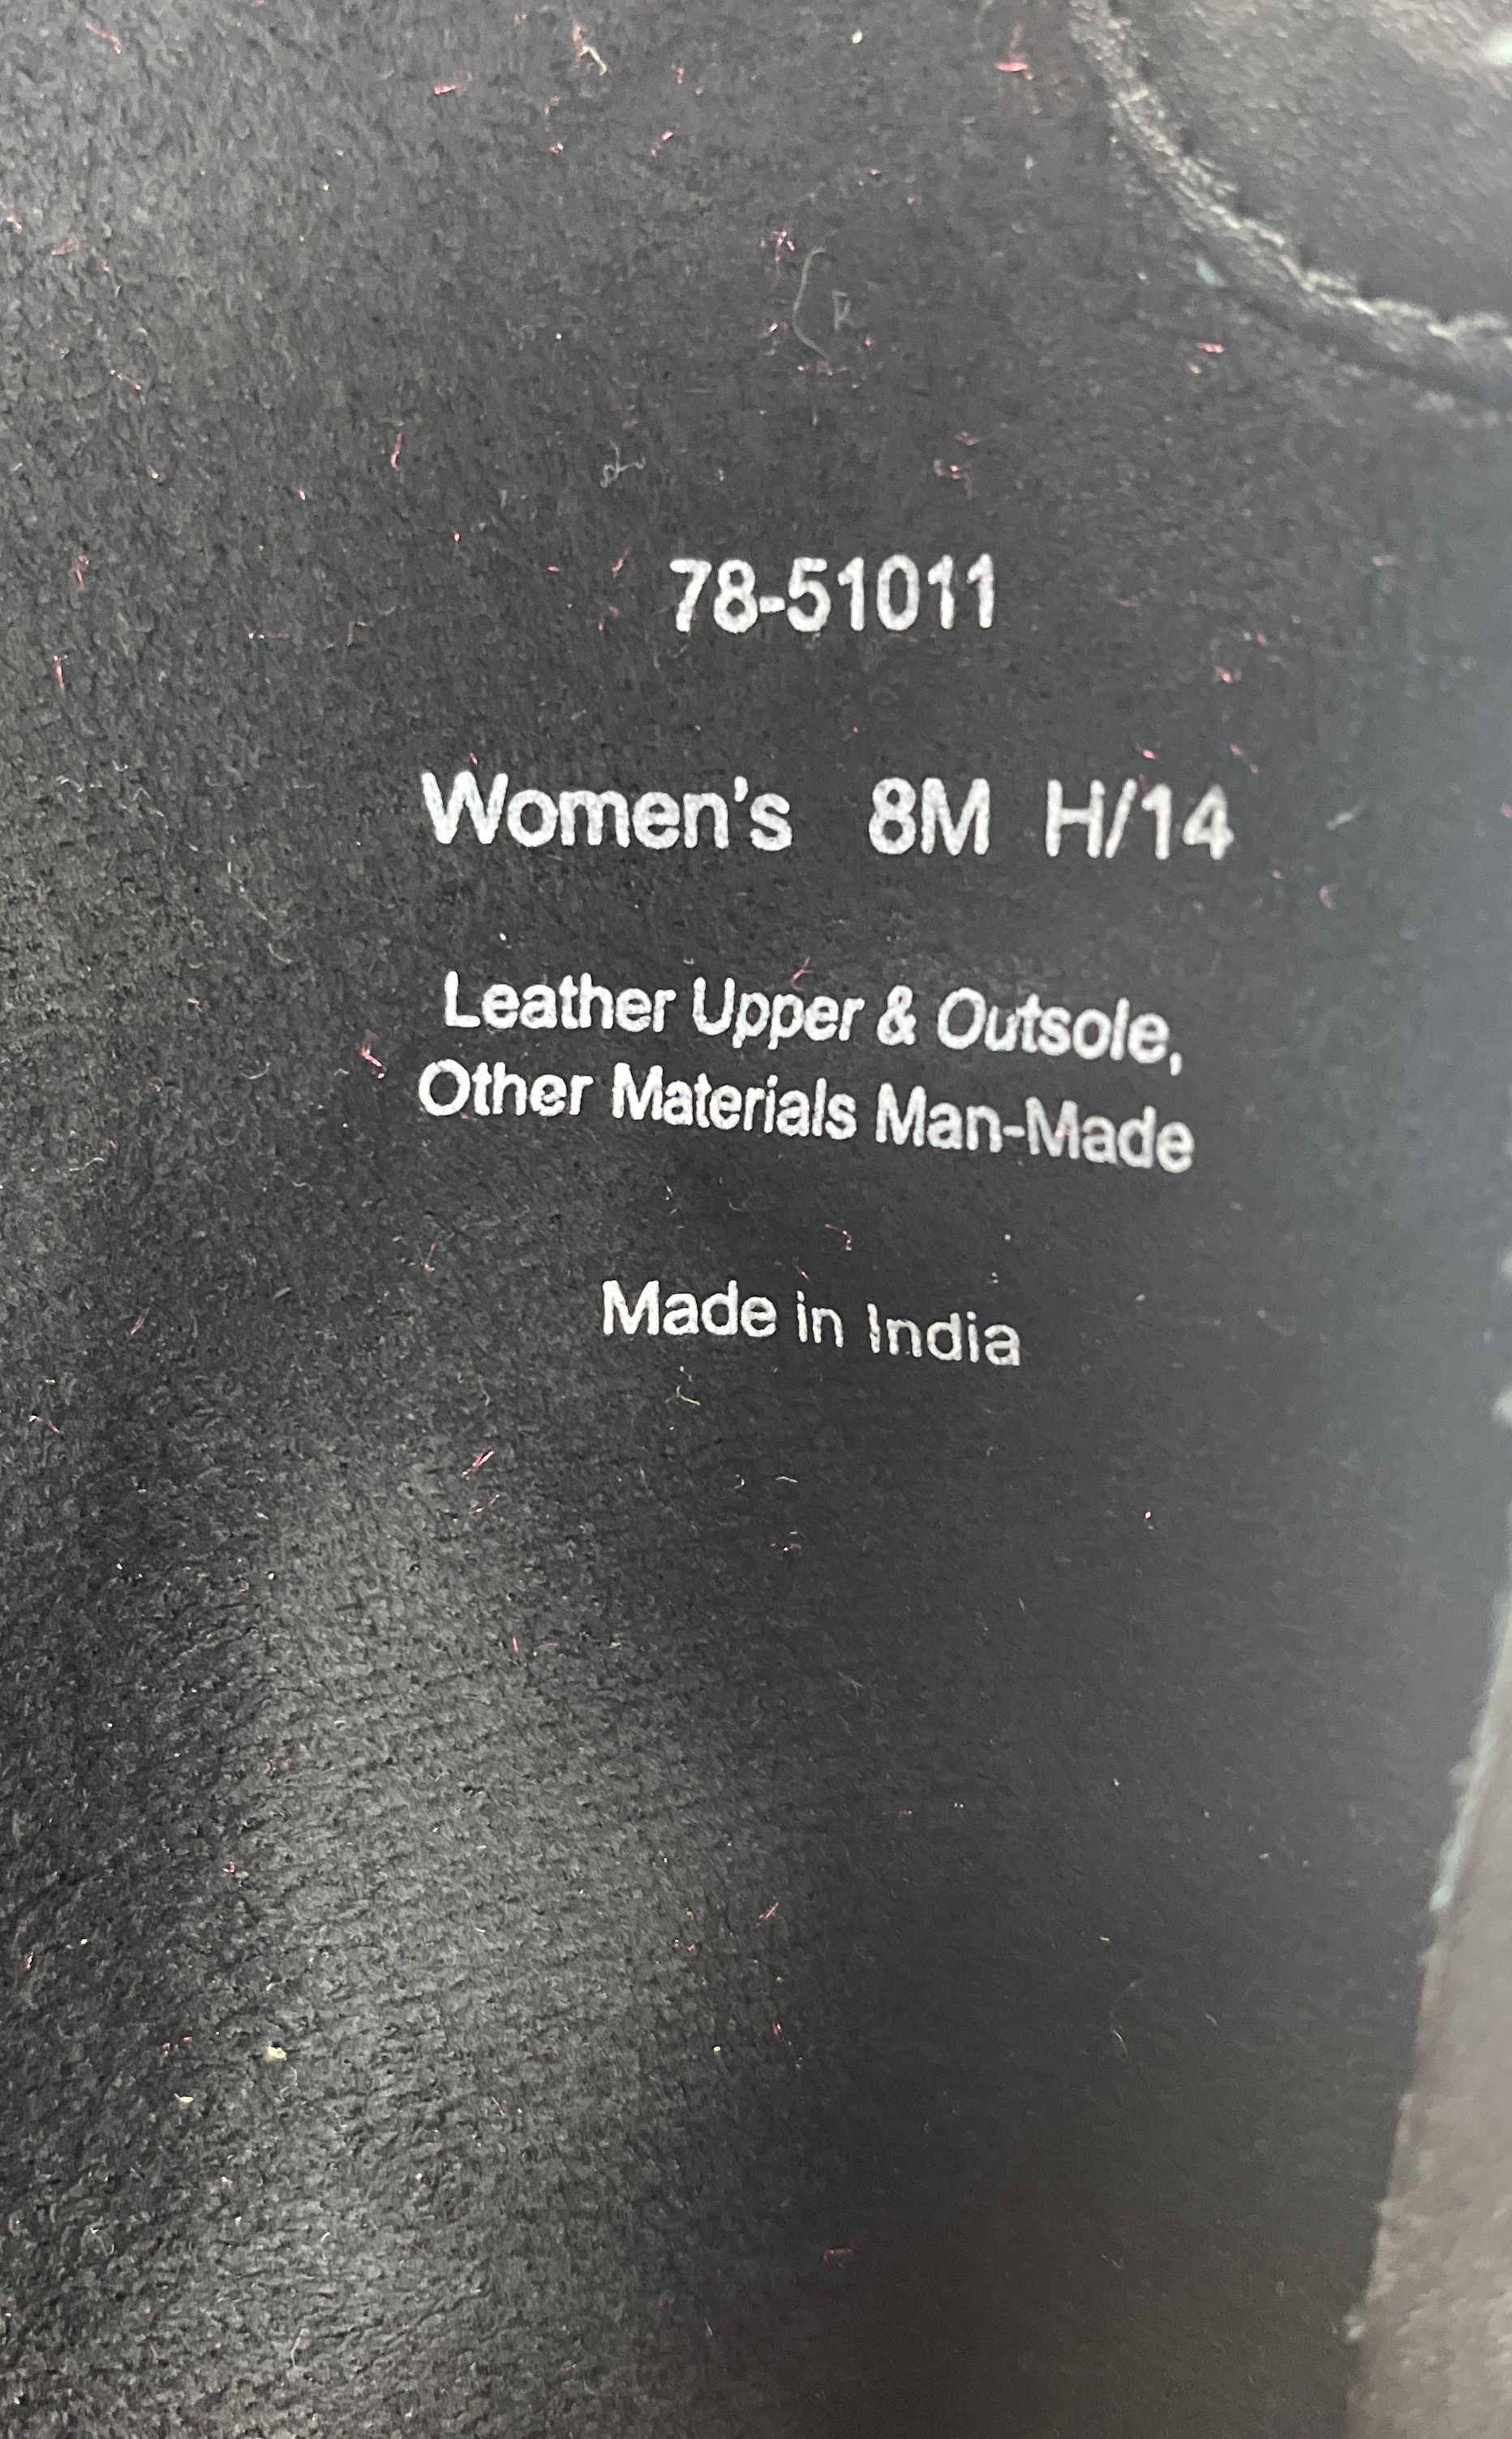 78-51011
Women's 8M H/14
Leather Upper & Outsole,
Other Materials Man-Made
Made in India